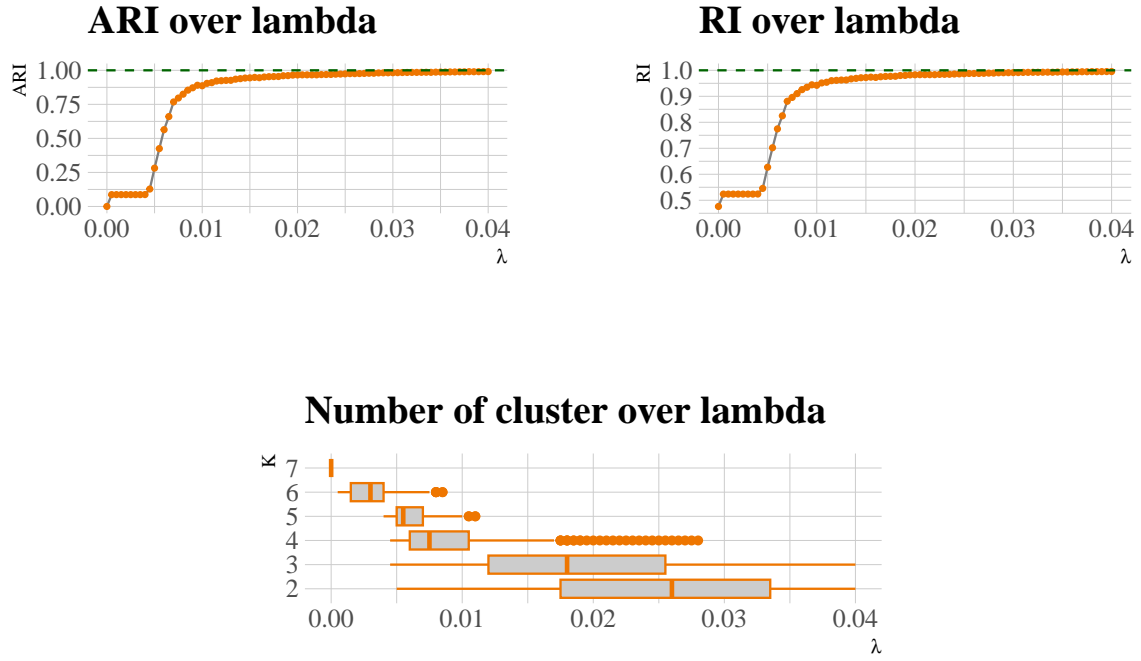 ARI over lambda
ARI
1.00
0.75
0.50
0.25
0.00
0.00 0.01 0.02 0.03 0.04
λ
RI over lambda
RI
1.0
0.9
0.8
0.7
0.6
0.5
0.00 0.01 0.02 0.03 0.04
λ
Number of cluster over lambda
K
7
6
5
4
3
2
0.00 0.01 0.02 0.03 0.04
λ